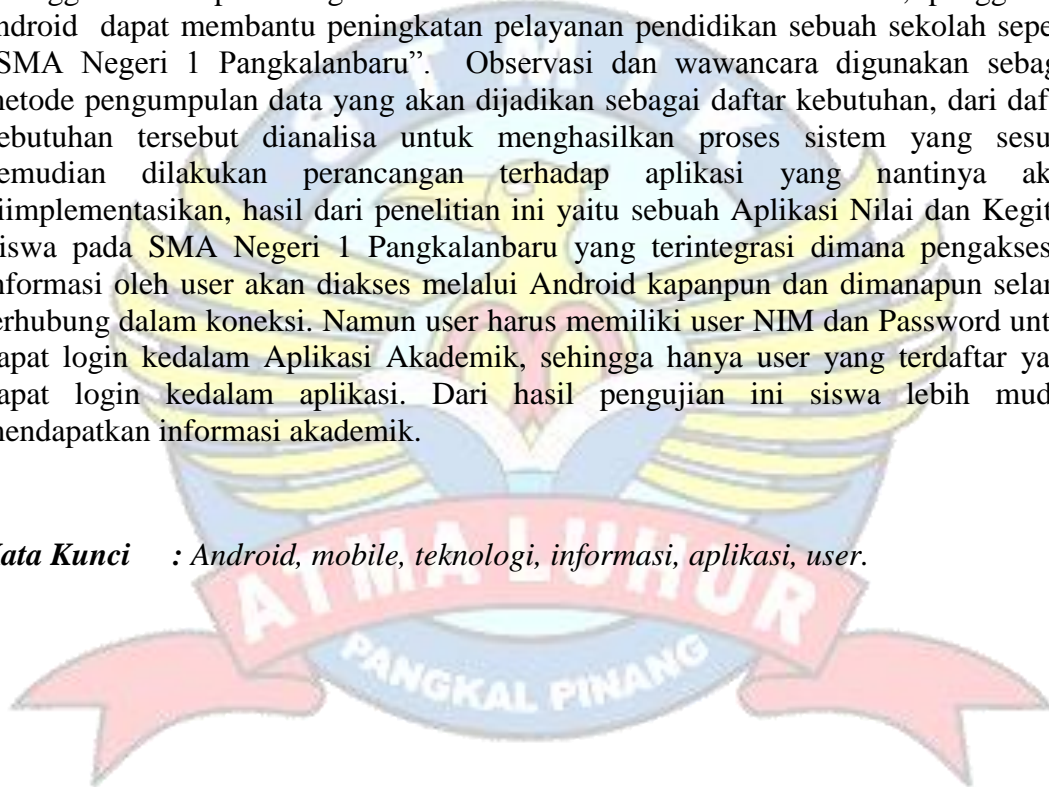 ndroid dapat membantu peningkatan pelayanan pendidikan sebuah sekolah sepe
SMA Negeri 1 Pangkalanbaru”. Observasi dan wawancara digunakan sebag
netode pengumpulan data yang akan dijadikan sebagai daftar kebutuhan, dari daf
ebutuhan tersebut dianalisa untuk menghasilkan proses sistem yang sesu
emudian dilakukan perancangan terhadap aplikasi yang nantinya ak
iimplementasikan, hasil dari penelitian ini yaitu sebuah Aplikasi Nilai dan Kegit
iswa pada SMA Negeri 1 Pangkalanbaru yang terintegrasi dimana pengakses
nformasi oleh user akan diakses melalui Android kapanpun dan dimanapun selar
erhubung dalam koneksi. Namun user harus memiliki user NIM dan Password unt
apat login kedalam Aplikasi Akademik, sehingga hanya user yang terdaftar ya
apat login kedalam aplikasi. Dari hasil pengujian ini siswa lebih mud
nendapatkan informasi akademik.
ata Kunci : Android, mobile, teknologi, informasi, aplikasi, user.
STMIK
ATMA LUHUR
PANGKAL PINANG